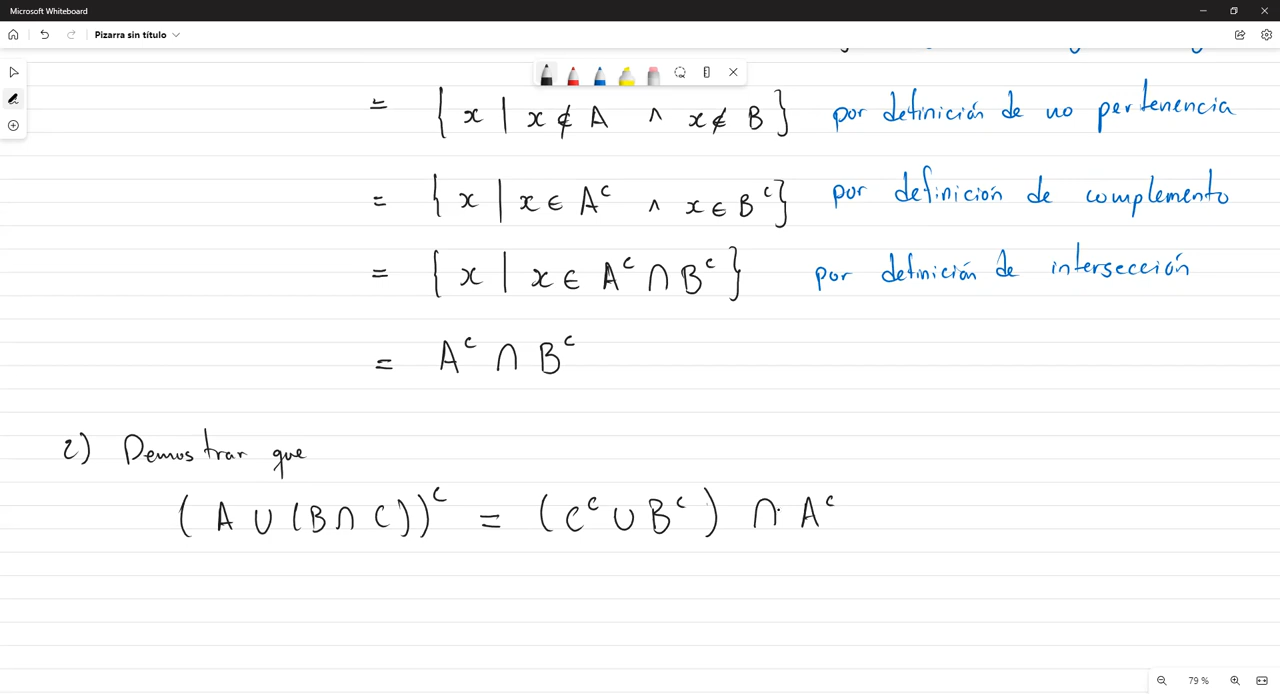 Microsoft Whiteboard
Pizarra sin título
= { x | x ∉ A ∧ x ∉ B } por definición de no pertenencia
= { x | x ∈ Aᶜ ∧ x ∈ Bᶜ } por definición de complemento
= { x | x ∈ Aᶜ ∩ Bᶜ } por definición de intersección
= Aᶜ ∩ Bᶜ
2) Demostrar que
(A ∪ (B ∩ C))ᶜ = (Cᶜ ∪ Bᶜ) ∩ Aᶜ
79 %